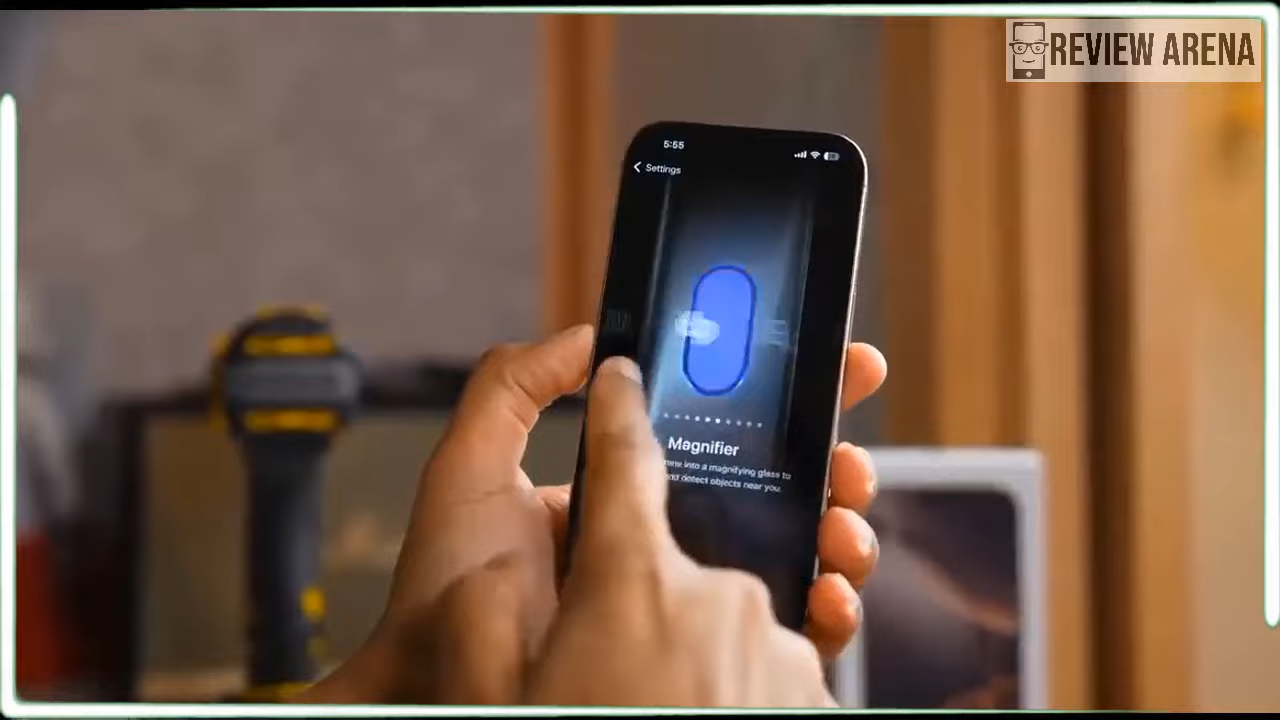 REVIEW ARENA
5:55
Settings
Magnifier
into a magnifying glass to
detect objects near you.